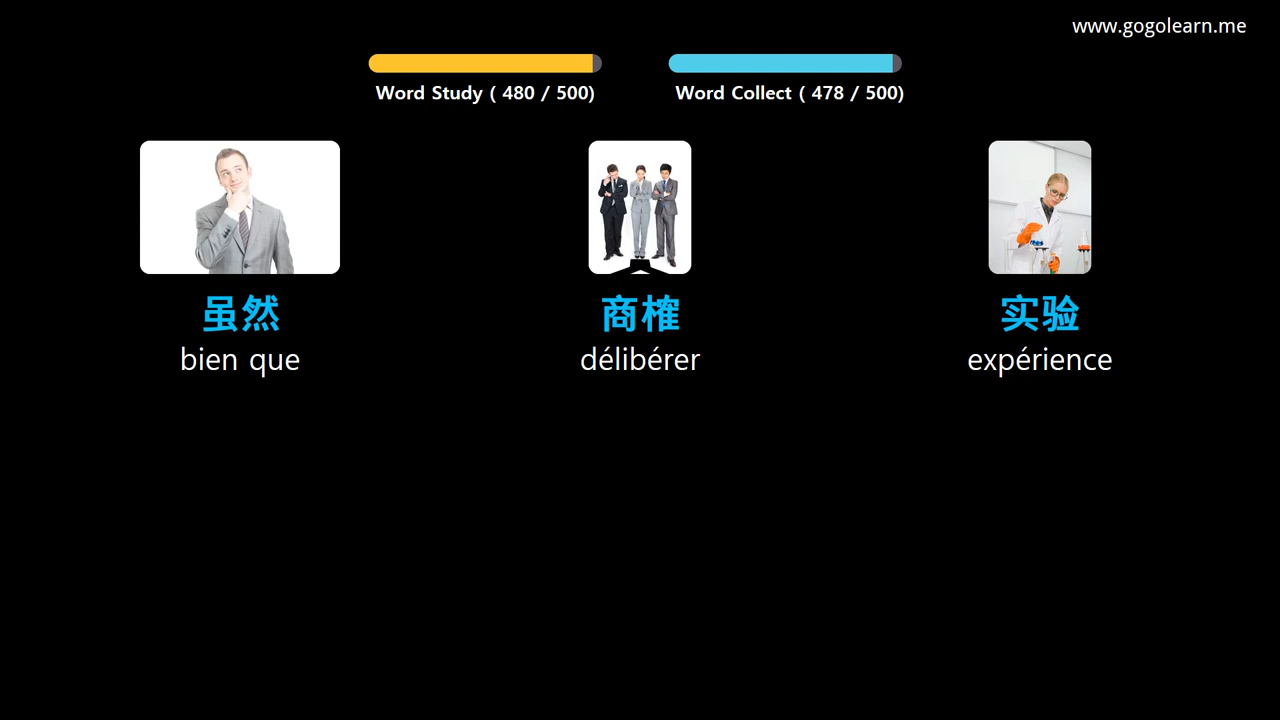 www.gogolearn.me
Word Study ( 480 / 500)
Word Collect ( 478 / 500)
虽然
商榷
实验
bien que
délibérer
expérience